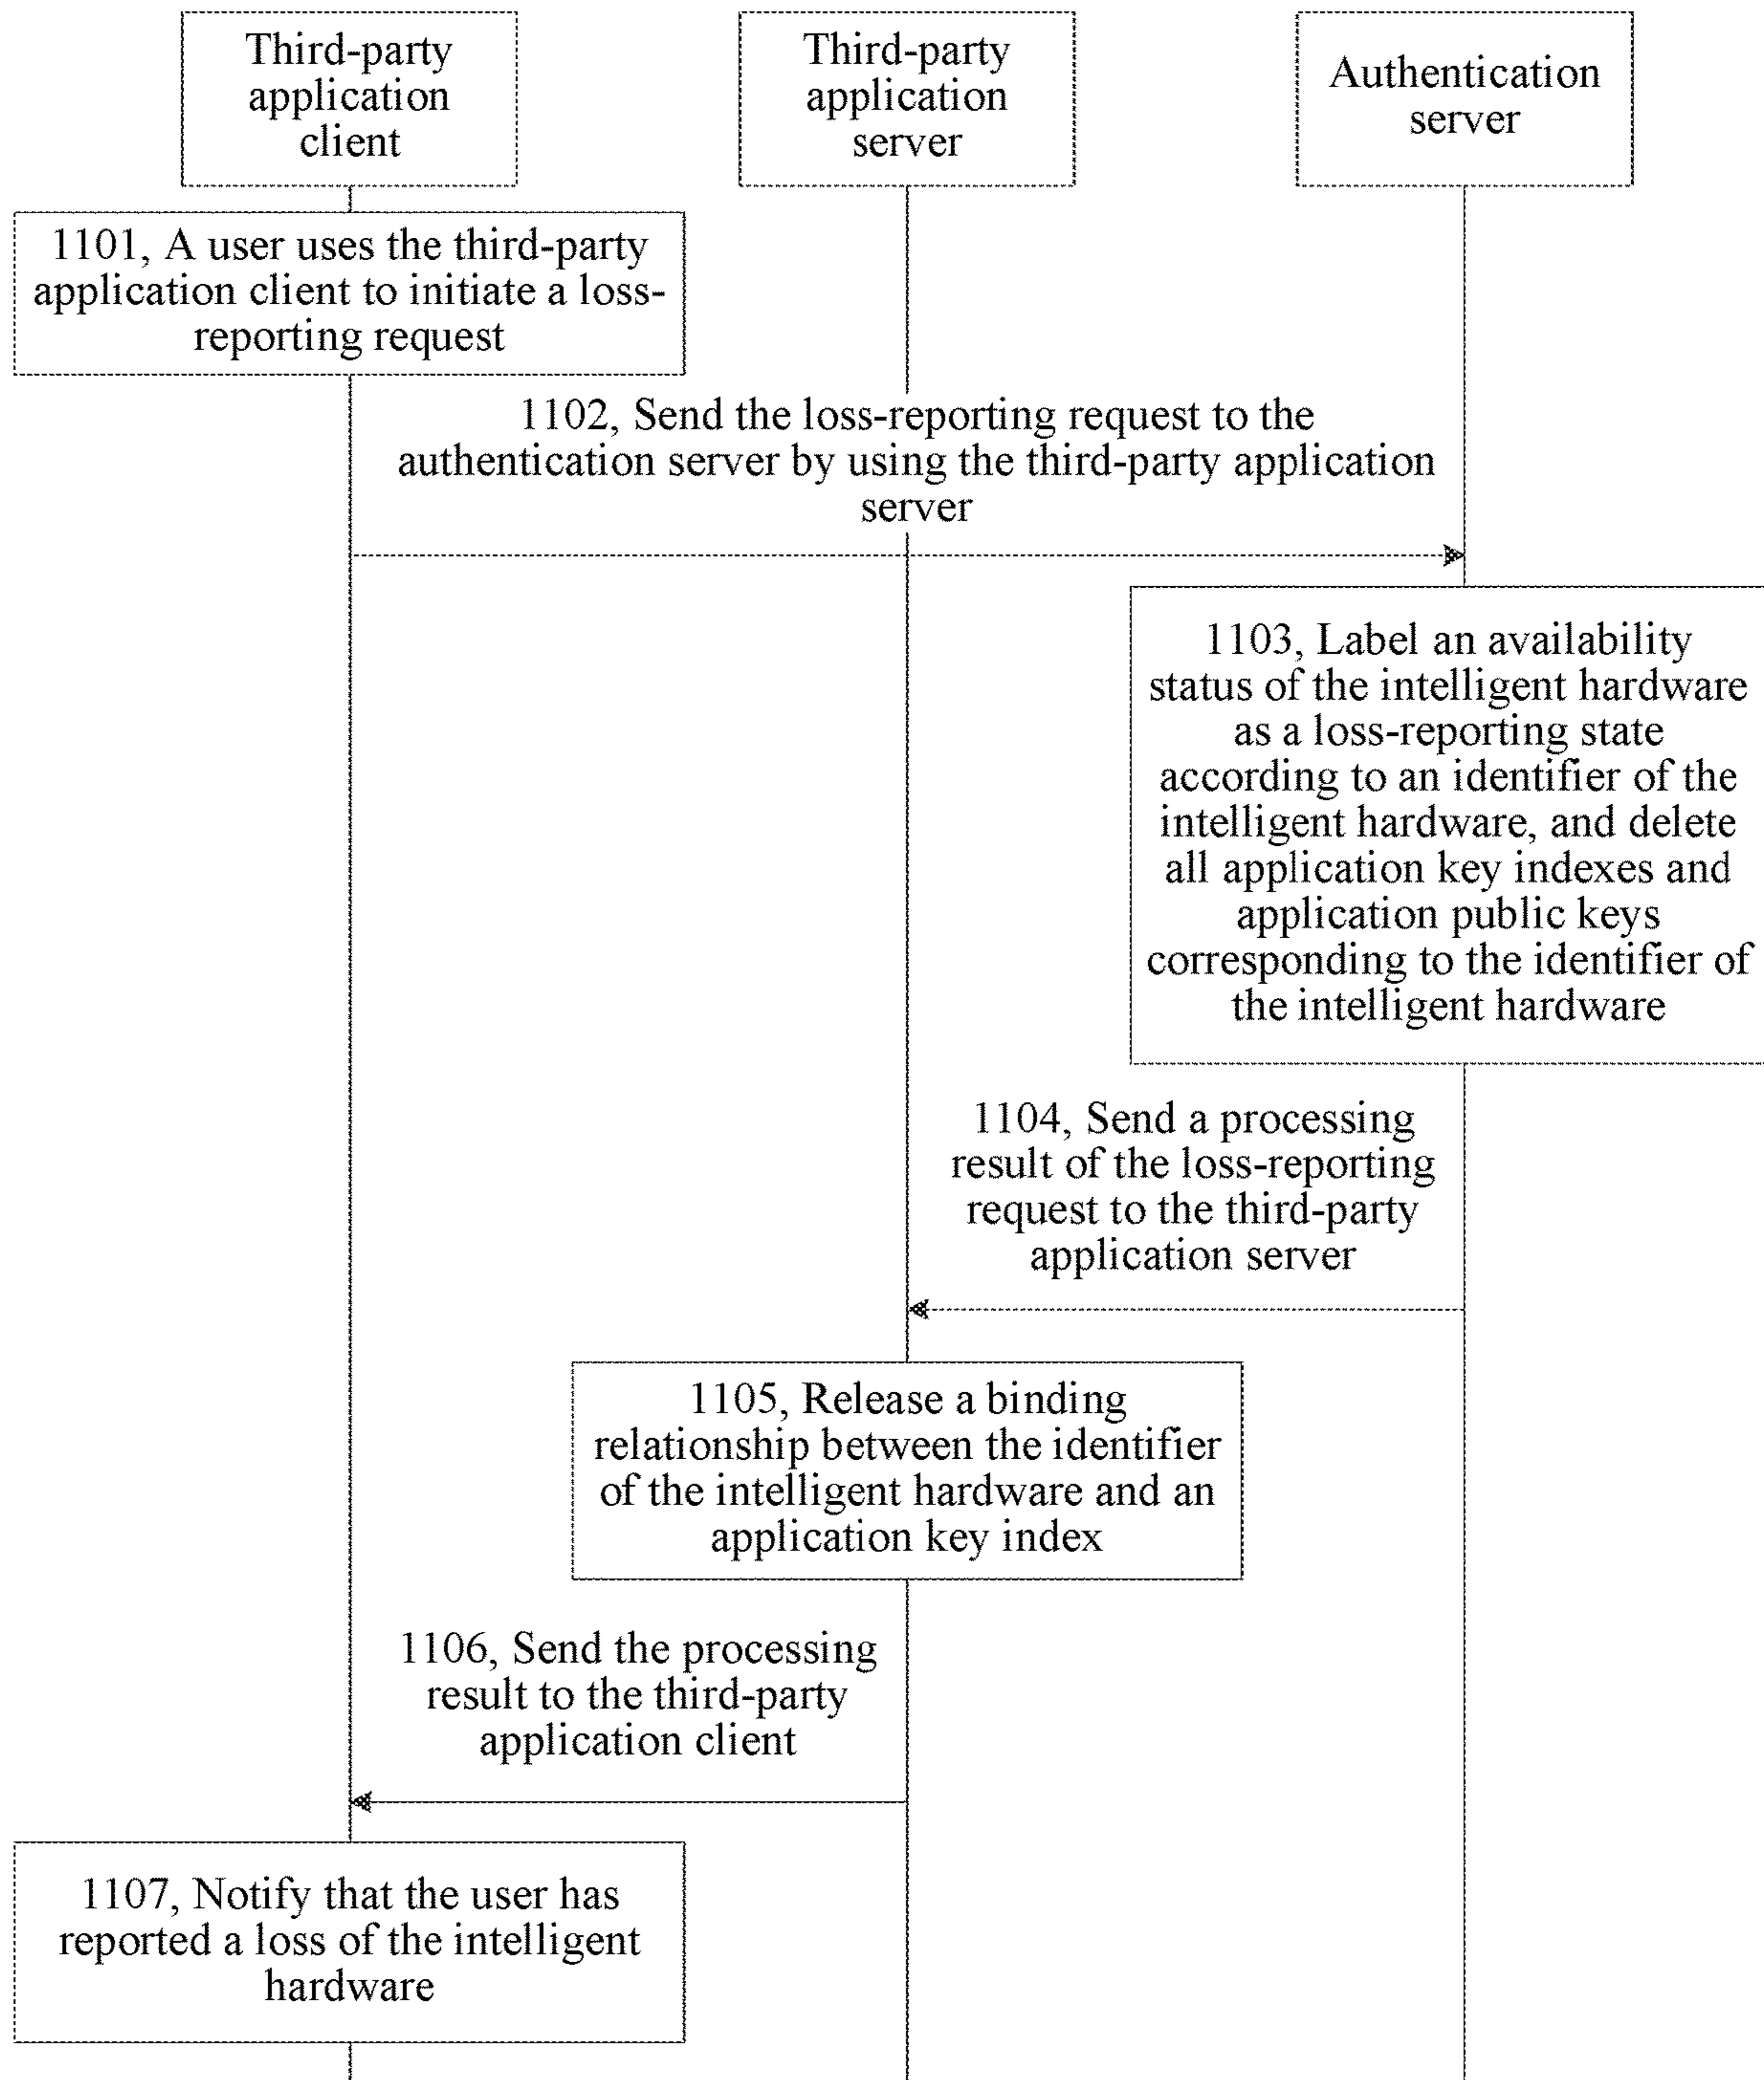 Third-party
application
client
Third-party
application
server
Authentication
server
1101, A user uses the third-party
application client to initiate a loss-
reporting request
1102, Send the loss-reporting request to the
authentication server by using the third-party application
server
1103, Label an availability
status of the intelligent hardware
as a loss-reporting state
according to an identifier of the
intelligent hardware, and delete
all application key indexes and
application public keys
corresponding to the identifier of
the intelligent hardware
1104, Send a processing
result of the loss-reporting
request to the third-party
application server
1105, Release a binding
relationship between the identifier
of the intelligent hardware and an
application key index
1106, Send the processing
result to the third-party
application client
1107, Notify that the user has
reported a loss of the intelligent
hardware